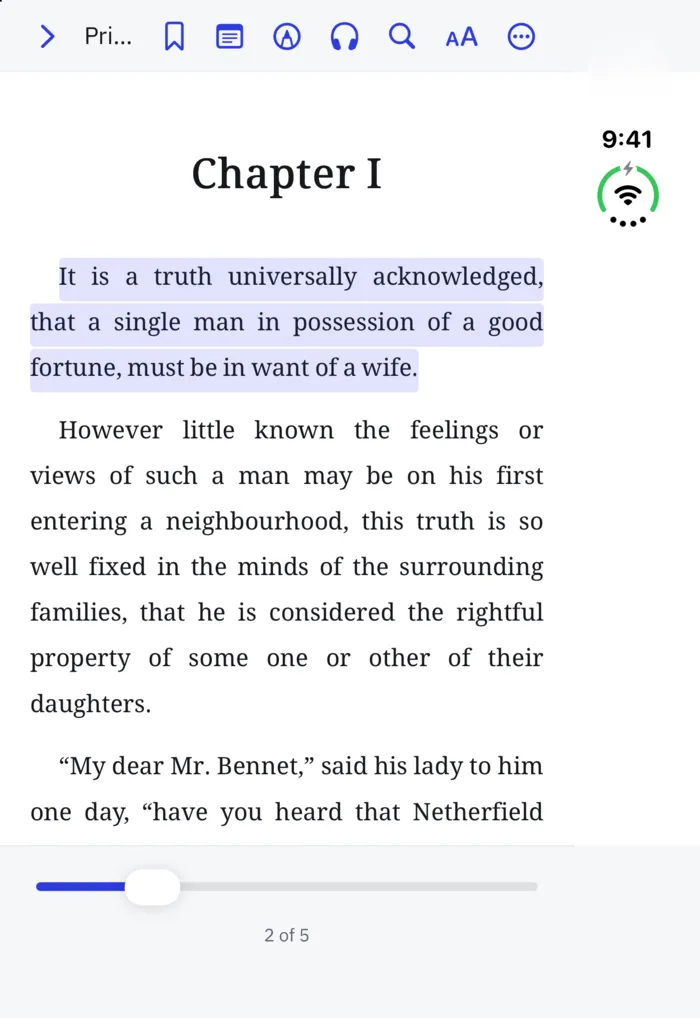 Pri...
AA
9:41
Chapter I
It is a truth universally acknowledged,
that a single man in possession of a good
fortune, must be in want of a wife.
However little known the feelings or
views of such a man may be on his first
entering a neighbourhood, this truth is so
well fixed in the minds of the surrounding
families, that he is considered the rightful
property of some one or other of their
daughters.
“My dear Mr. Bennet,” said his lady to him
one day, “have you heard that Netherfield
2 of 5